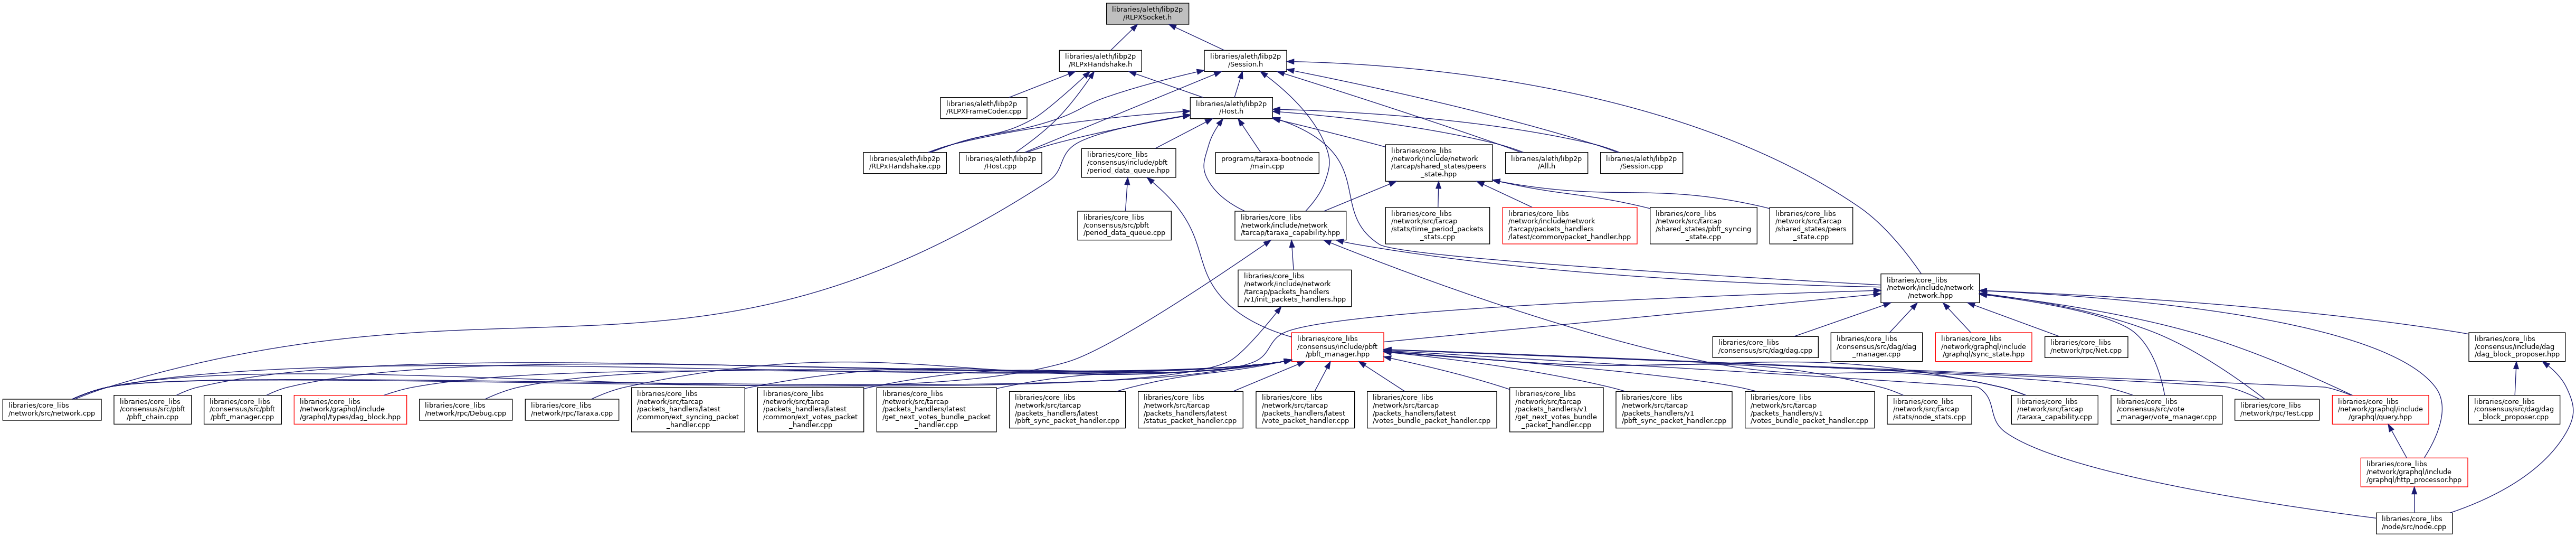 libraries/aleth/libp2p
/RLPXSocket.h
libraries/aleth/libp2p
/RLPxHandshake.h
libraries/aleth/libp2p
/Session.h
libraries/aleth/libp2p
/RLPXFrameCoder.cpp
libraries/aleth/libp2p
/Host.h
libraries/aleth/libp2p
/RLPxHandshake.cpp
libraries/aleth/libp2p
/Host.cpp
libraries/core_libs
/consensus/include/pbft
/period_data_queue.hpp
programs/taraxa-bootnode
/main.cpp
libraries/core_libs
/network/include/network
/tarcap/shared_states/peers
_state.hpp
libraries/aleth/libp2p
/All.h
libraries/aleth/libp2p
/Session.cpp
libraries/core_libs
/consensus/src/pbft
/period_data_queue.cpp
libraries/core_libs
/network/include/network
/tarcap/taraxa_capability.hpp
libraries/core_libs
/network/src/tarcap
/stats/time_period_packets
_stats.cpp
libraries/core_libs
/network/include/network
/tarcap/packets_handlers
/latest/common/packet_handler.hpp
libraries/core_libs
/network/src/tarcap
/shared_states/pbft_syncing
_state.cpp
libraries/core_libs
/network/src/tarcap
/shared_states/peers
_state.cpp
libraries/core_libs
/network/include/network
/tarcap/packets_handlers
/v1/init_packets_handlers.hpp
libraries/core_libs
/network/include/network
/network.hpp
libraries/core_libs
/consensus/include/pbft
/pbft_manager.hpp
libraries/core_libs
/consensus/src/dag/dag.cpp
libraries/core_libs
/consensus/src/dag/dag
_manager.cpp
libraries/core_libs
/network/graphql/include
/graphql/sync_state.hpp
libraries/core_libs
/network/rpc/Net.cpp
libraries/core_libs
/consensus/include/dag
/dag_block_proposer.hpp
libraries/core_libs
/network/src/network.cpp
libraries/core_libs
/consensus/src/pbft
/pbft_chain.cpp
libraries/core_libs
/consensus/src/pbft
/pbft_manager.cpp
libraries/core_libs
/network/graphql/include
/graphql/types/dag_block.hpp
libraries/core_libs
/network/rpc/Debug.cpp
libraries/core_libs
/network/rpc/Taraxa.cpp
libraries/core_libs
/network/src/tarcap
/packets_handlers/latest
/common/ext_syncing_packet
_handler.cpp
libraries/core_libs
/network/src/tarcap
/packets_handlers/latest
/common/ext_votes_packet
_handler.cpp
libraries/core_libs
/network/src/tarcap
/packets_handlers/latest
/get_next_votes_bundle_packet
_handler.cpp
libraries/core_libs
/network/src/tarcap
/packets_handlers/latest
/pbft_sync_packet_handler.cpp
libraries/core_libs
/network/src/tarcap
/packets_handlers/latest
/status_packet_handler.cpp
libraries/core_libs
/network/src/tarcap
/packets_handlers/latest
/vote_packet_handler.cpp
libraries/core_libs
/network/src/tarcap
/packets_handlers/latest
/votes_bundle_packet_handler.cpp
libraries/core_libs
/network/src/tarcap
/packets_handlers/v1
/get_next_votes_bundle
_packet_handler.cpp
libraries/core_libs
/network/src/tarcap
/packets_handlers/v1
/pbft_sync_packet_handler.cpp
libraries/core_libs
/network/src/tarcap
/packets_handlers/v1
/votes_bundle_packet_handler.cpp
libraries/core_libs
/network/src/tarcap
/stats/node_stats.cpp
libraries/core_libs
/network/src/tarcap
/taraxa_capability.cpp
libraries/core_libs
/consensus/src/vote
_manager/vote_manager.cpp
libraries/core_libs
/network/rpc/Test.cpp
libraries/core_libs
/network/graphql/include
/graphql/query.hpp
libraries/core_libs
/consensus/src/dag/dag
_block_proposer.cpp
libraries/core_libs
/network/graphql/include
/graphql/http_processor.hpp
libraries/core_libs
/node/src/node.cpp